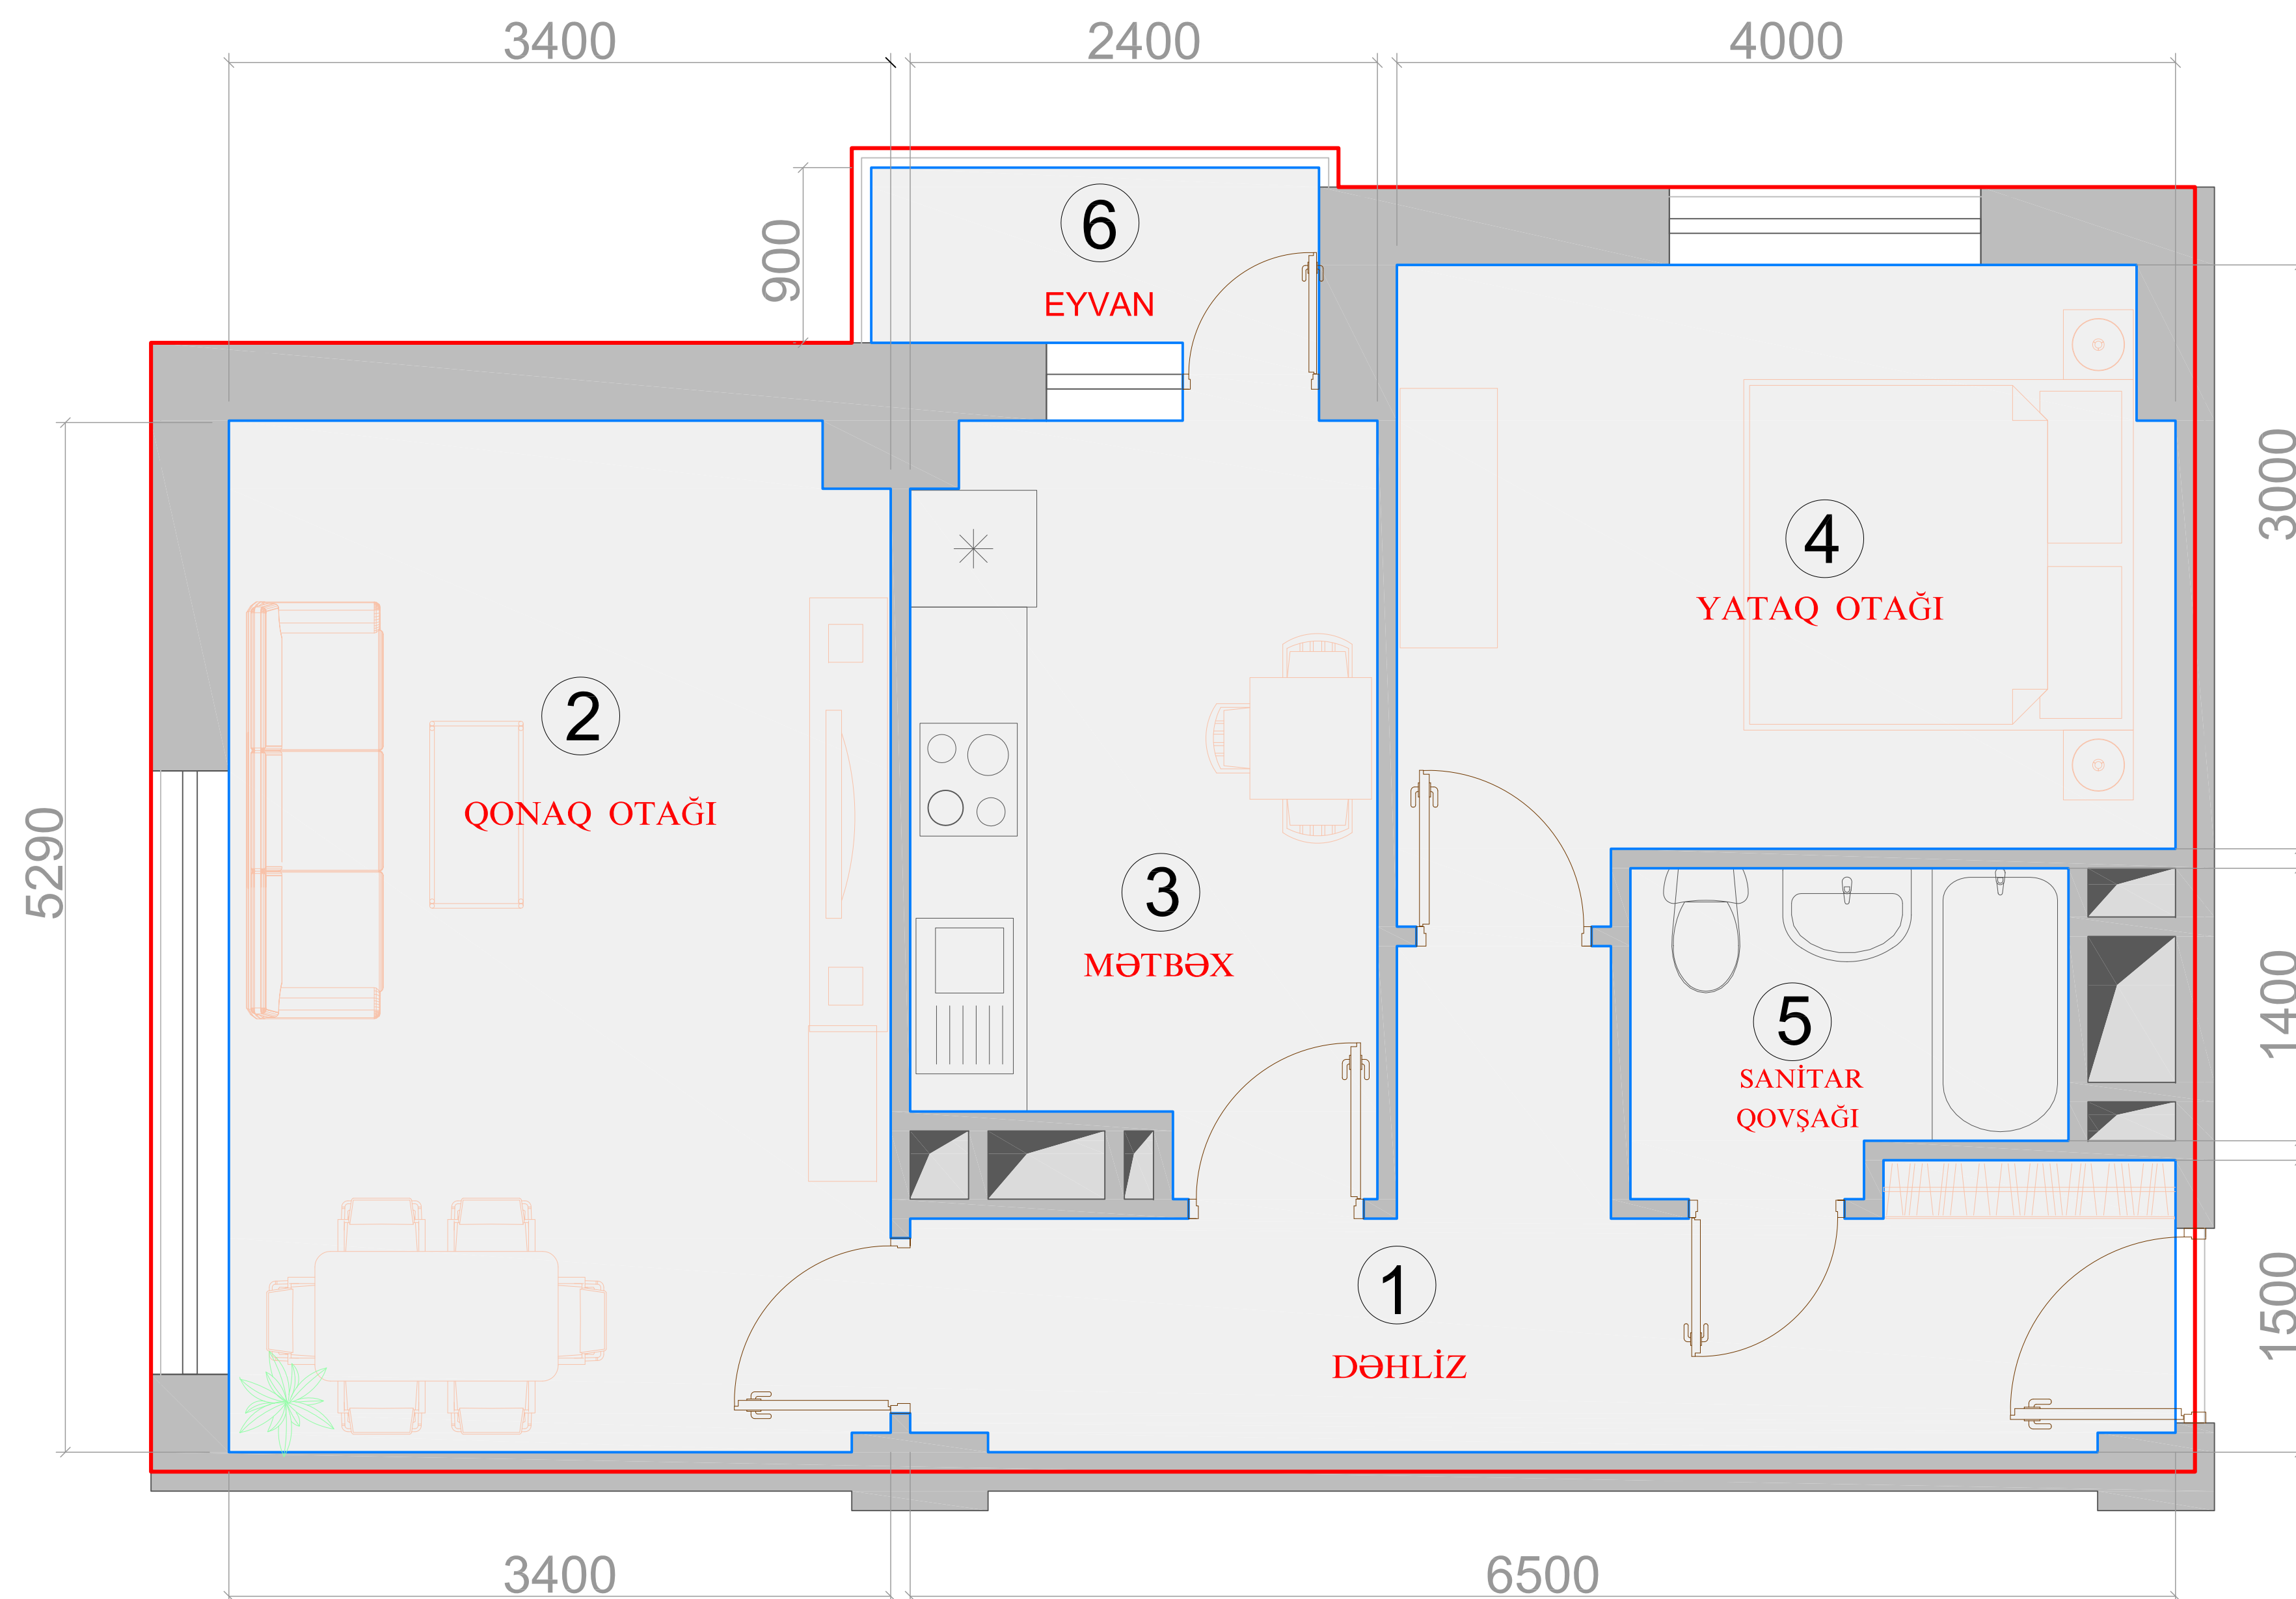 3400
2400
4000
6
EYVAN
900
3000
4
YATAQ OTAĞI
2
QONAQ OTAĞI
5290
3
MƏTBƏX
5
SANİTAR
QOVŞAĞI
1400
1
DƏHLİZ
1500
3400
6500